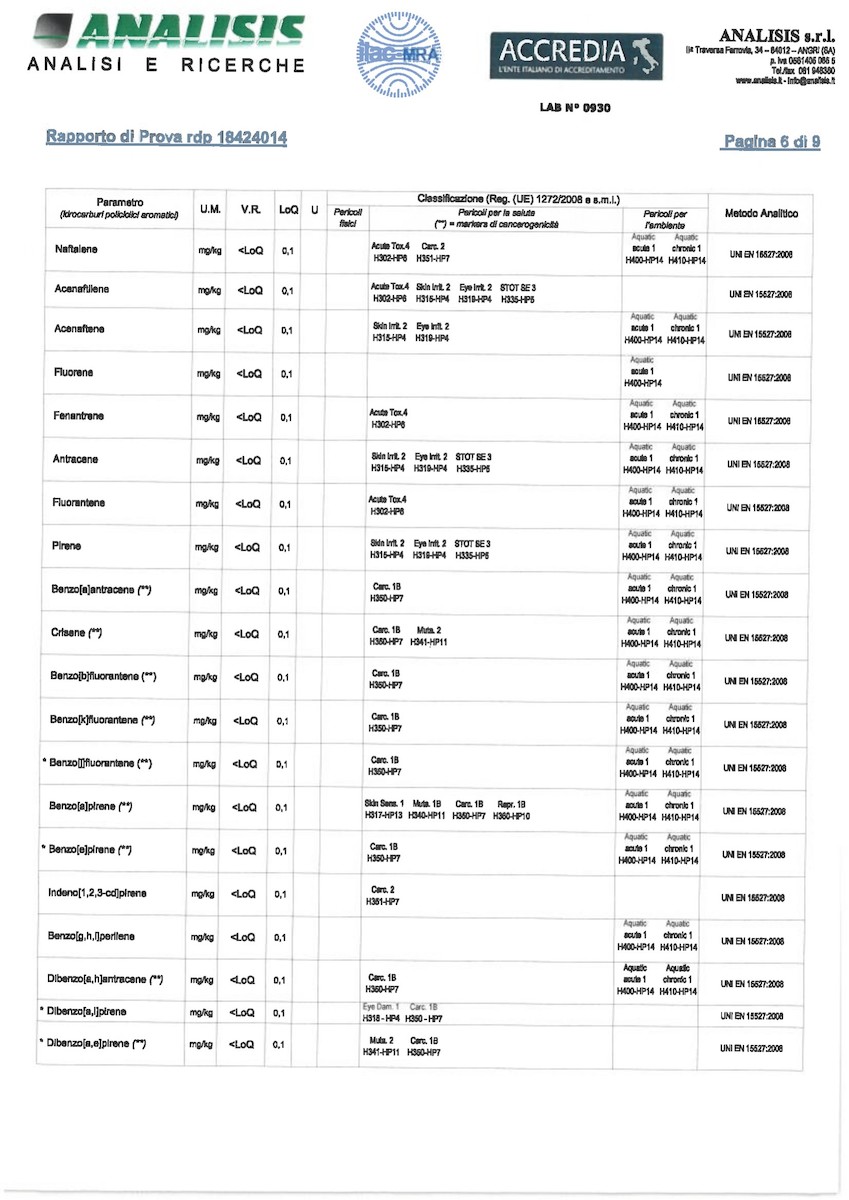 ANALISIS
ANALISI E RICERCHE
ilac-MRA
ACCREDIA
L'ENTE ITALIANO DI ACCREDITAMENTO
LAB N° 0930
ANALISIS s.r.l.
IIª Traversa Ferrovia, 34 – 84012 – ANGRI (SA)
Tel./fax 081 948380
www.analisis.it - info@analisis.it
Rapporto di Prova rdp 18424014
Pagina 6 di 9
Parametro (Idrocarburi policiclici aromatici) U.M. V.R. LoQ U Classificazione (Reg. (UE) 1272/2008 e s.m.i.) Metodo Analitico
Pericoli fisici Pericoli per la salute (**) = markers di cancerogenicità Pericoli per l'ambiente
Naftalene mg/kg <LoQ 0,1 Acute Tox.4 Carc. 2 Aquatic acute 1 Aquatic chronic 1 UNI EN 15527:2008
H302-HP6 H351-HP7 H400-HP14 H410-HP14
Acenaftilene mg/kg <LoQ 0,1 Acute Tox.4 Skin Irrit. 2 Eye Irrit. 2 STOT SE 3 UNI EN 15527:2008
H302-HP6 H315-HP4 H319-HP4 H335-HP5
Acenaftene mg/kg <LoQ 0,1 Skin Irrit. 2 Eye Irrit. 2 Aquatic acute 1 Aquatic chronic 1 UNI EN 15527:2008
H315-HP4 H319-HP4 H400-HP14 H410-HP14
Fluorene mg/kg <LoQ 0,1 Aquatic acute 1 UNI EN 15527:2008
H400-HP14
Fenantrene mg/kg <LoQ 0,1 Acute Tox.4 Aquatic acute 1 Aquatic chronic 1 UNI EN 15527:2008
H302-HP6 H400-HP14 H410-HP14
Antracene mg/kg <LoQ 0,1 Skin Irrit. 2 Eye Irrit. 2 STOT SE 3 Aquatic acute 1 Aquatic chronic 1 UNI EN 15527:2008
H315-HP4 H319-HP4 H335-HP5 H400-HP14 H410-HP14
Fluorantene mg/kg <LoQ 0,1 Acute Tox.4 Aquatic acute 1 Aquatic chronic 1 UNI EN 15527:2008
H302-HP6 H400-HP14 H410-HP14
Pirene mg/kg <LoQ 0,1 Skin Irrit. 2 Eye Irrit. 2 STOT SE 3 Aquatic acute 1 Aquatic chronic 1 UNI EN 15527:2008
H315-HP4 H319-HP4 H335-HP5 H400-HP14 H410-HP14
Benzo[a]antracene (**) mg/kg <LoQ 0,1 Carc. 1B Aquatic acute 1 Aquatic chronic 1 UNI EN 15527:2008
H350-HP7 H400-HP14 H410-HP14
Crisene (**) mg/kg <LoQ 0,1 Carc. 1B Muta. 2 Aquatic acute 1 Aquatic chronic 1 UNI EN 15527:2008
H350-HP7 H341-HP11 H400-HP14 H410-HP14
Benzo[b]fluorantene (**) mg/kg <LoQ 0,1 Carc. 1B Aquatic acute 1 Aquatic chronic 1 UNI EN 15527:2008
H350-HP7 H400-HP14 H410-HP14
Benzo[k]fluorantene (**) mg/kg <LoQ 0,1 Carc. 1B Aquatic acute 1 Aquatic chronic 1 UNI EN 15527:2008
H350-HP7 H400-HP14 H410-HP14
* Benzo[j]fluorantene (**) mg/kg <LoQ 0,1 Carc. 1B Aquatic acute 1 Aquatic chronic 1 UNI EN 15527:2008
H350-HP7 H400-HP14 H410-HP14
Benzo[a]pirene (**) mg/kg <LoQ 0,1 Skin Sens. 1 Muta. 1B Carc. 1B Repr. 1B Aquatic acute 1 Aquatic chronic 1 UNI EN 15527:2008
H317-HP13 H340-HP11 H350-HP7 H360-HP10 H400-HP14 H410-HP14
* Benzo[e]pirene (**) mg/kg <LoQ 0,1 Carc. 1B Aquatic acute 1 Aquatic chronic 1 UNI EN 15527:2008
H350-HP7 H400-HP14 H410-HP14
Indeno[1,2,3-cd]pirene mg/kg <LoQ 0,1 Carc. 2 UNI EN 15527:2008
H351-HP7
Benzo[g,h,i]perilene mg/kg <LoQ 0,1 Aquatic acute 1 Aquatic chronic 1 UNI EN 15527:2008
H400-HP14 H410-HP14
Dibenzo[a,h]antracene (**) mg/kg <LoQ 0,1 Carc. 1B Aquatic acute 1 Aquatic chronic 1 UNI EN 15527:2008
H350-HP7 H400-HP14 H410-HP14
* Dibenzo[a,l]pirene mg/kg <LoQ 0,1 Eye Dam. 1 Carc. 1B UNI EN 15527:2008
H318 - HP4 H350 - HP7
* Dibenzo[a,e]pirene (**) mg/kg <LoQ 0,1 Muta. 2 Carc. 1B UNI EN 15527:2008
H341-HP11 H350-HP7